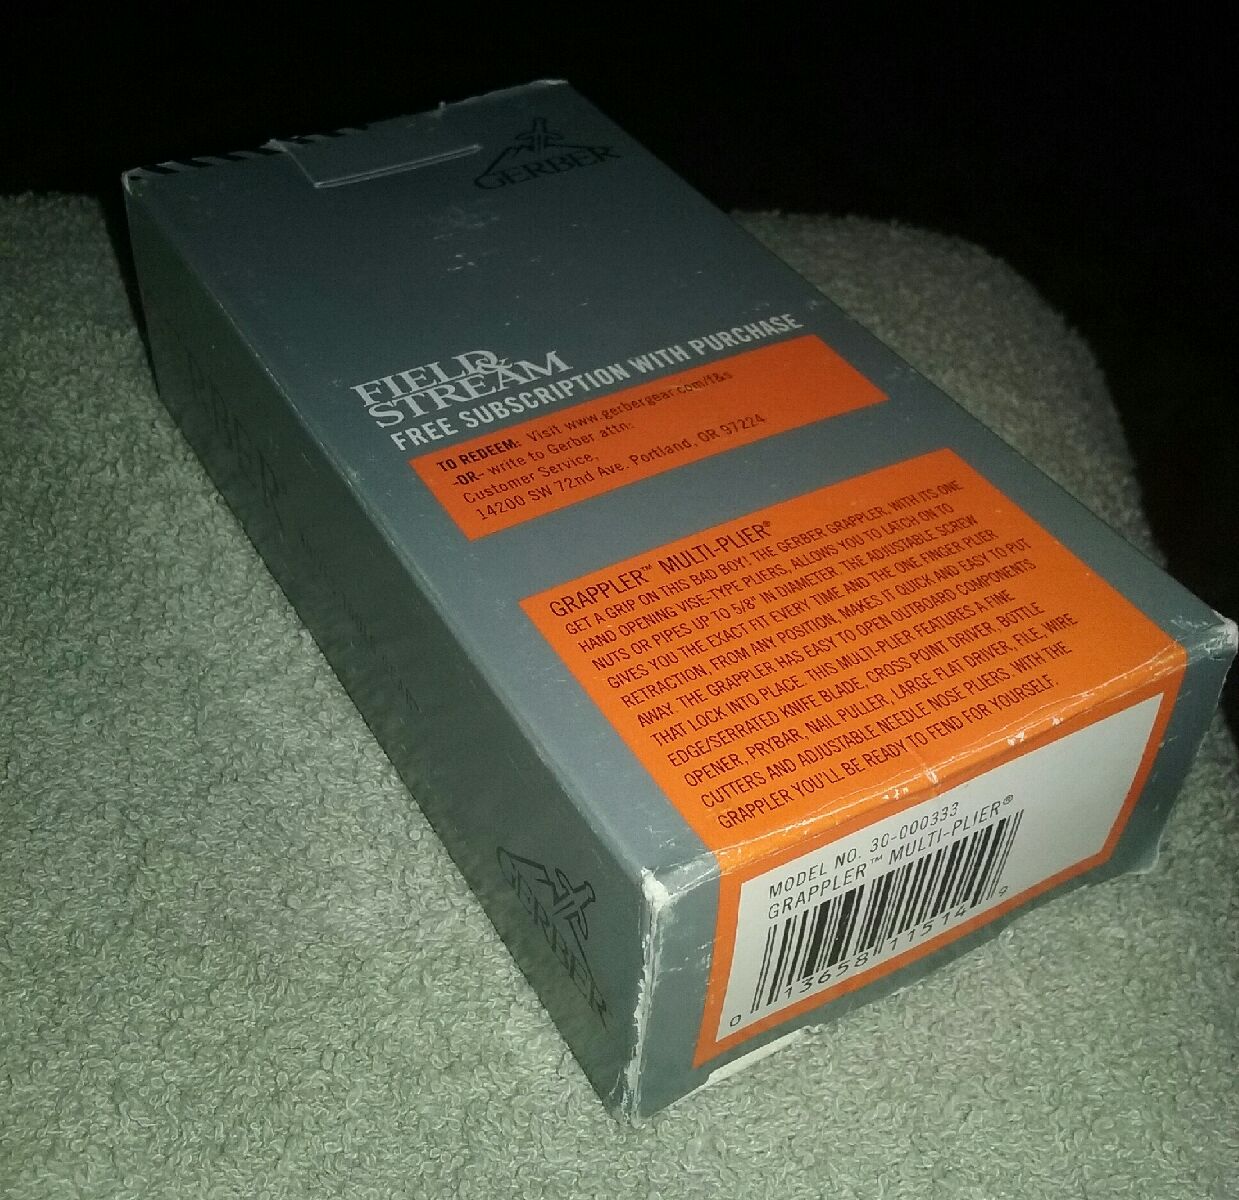 GERBER
FIELD
& STREAM
FREE SUBSCRIPTION WITH PURCHASE
TO REDEEM: Visit www.gerbergear.com/f&s
-OR- write to Gerber attn:
Customer Service,
14200 SW 72nd Ave. Portland, OR 97224
GRAPPLER™ MULTI-PLIER®
GET A GRIP ON THIS BAD BOY! THE GERBER GRAPPLER, WITH ITS ONE
HAND OPENING VISE-TYPE PLIERS, ALLOWS YOU TO LATCH ON TO
NUTS OR PIPES UP TO 5/8" IN DIAMETER. THE ADJUSTABLE SCREW
GIVES YOU THE EXACT FIT EVERY TIME AND THE ONE FINGER PLIER
RETRACTION, FROM ANY POSITION, MAKES IT QUICK AND EASY TO PUT
AWAY. THE GRAPPLER HAS EASY TO OPEN OUTBOARD COMPONENTS
THAT LOCK INTO PLACE. THIS MULTI-PLIER FEATURES A FINE
EDGE/SERRATED KNIFE BLADE, CROSS POINT DRIVER, BOTTLE
OPENER, PRYBAR, NAIL PULLER, LARGE FLAT DRIVER, FILE, WIRE
CUTTERS AND ADJUSTABLE NEEDLE NOSE PLIERS. WITH THE
GRAPPLER YOU'LL BE READY TO FEND FOR YOURSELF.
MODEL NO. 30-000333
GRAPPLER™ MULTI-PLIER®
0 13658 11514 9
GERBER
GERBER